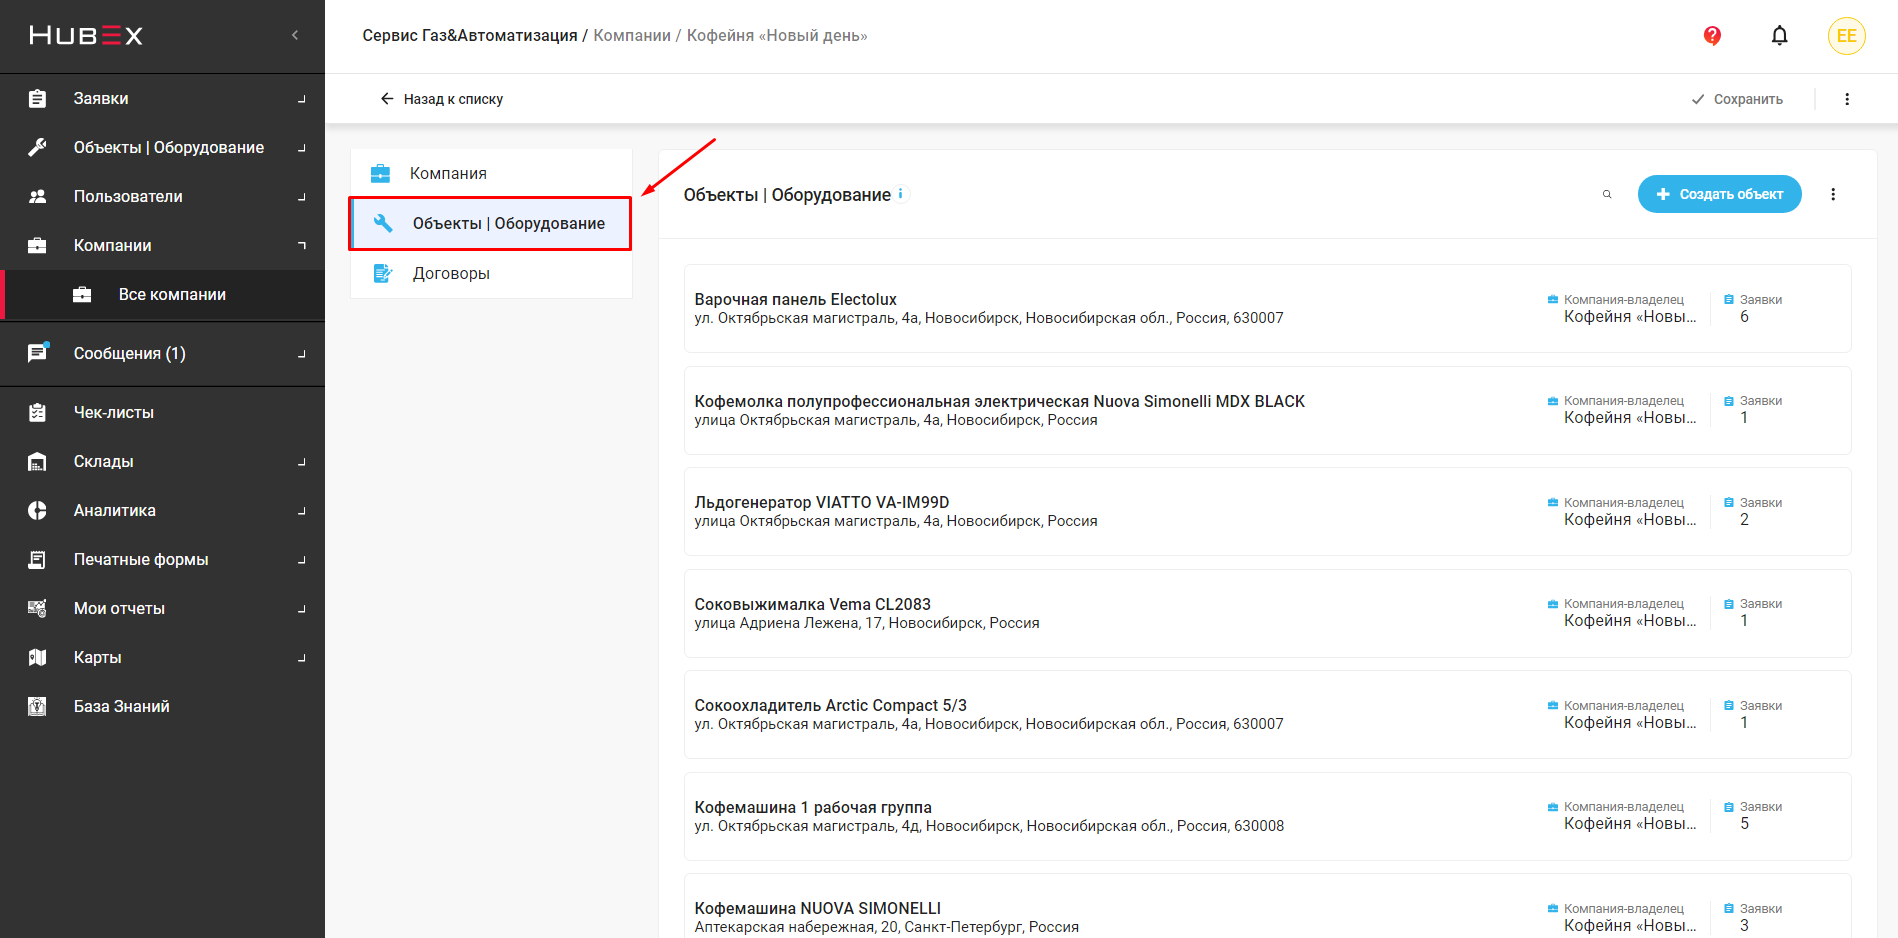 HUBEX
Заявки
Объекты | Оборудование
Пользователи
Компании
Все компании
Сообщения (1)
Чек-листы
Склады
Аналитика
Печатные формы
Мои отчеты
Карты
База Знаний
Сервис Газ&Автоматизация / Компании / Кофейня «Новый день»
?
EE
Назад к списку
Сохранить
Компания
Объекты | Оборудование
Договоры
Объекты | Оборудование i
Создать объект
Варочная панель Electolux
ул. Октябрьская магистраль, 4а, Новосибирск, Новосибирская обл., Россия, 630007
Компания-владелец
Кофейня «Новы...
Заявки
6
Кофемолка полупрофессиональная электрическая Nuova Simonelli MDX BLACK
улица Октябрьская магистраль, 4а, Новосибирск, Россия
Компания-владелец
Кофейня «Новы...
Заявки
1
Льдогенератор VIATTO VA-IM99D
улица Октябрьская магистраль, 4а, Новосибирск, Россия
Компания-владелец
Кофейня «Новы...
Заявки
2
Соковыжималка Vema CL2083
улица Адриена Лежена, 17, Новосибирск, Россия
Компания-владелец
Кофейня «Новы...
Заявки
1
Сокоохладитель Arctic Compact 5/3
ул. Октябрьская магистраль, 4а, Новосибирск, Новосибирская обл., Россия, 630007
Компания-владелец
Кофейня «Новы...
Заявки
1
Кофемашина 1 рабочая группа
ул. Октябрьская магистраль, 4д, Новосибирск, Новосибирская обл., Россия, 630008
Компания-владелец
Кофейня «Новы...
Заявки
5
Кофемашина NUOVA SIMONELLI
Аптекарская набережная, 20, Санкт-Петербург, Россия
Компания-владелец
Кофейня «Новы...
Заявки
3